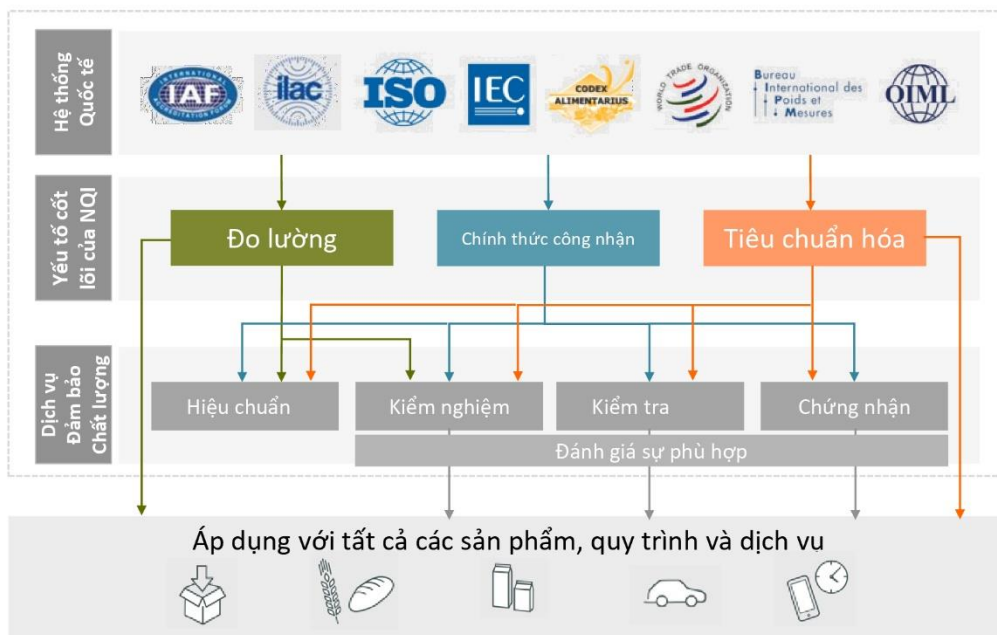 Hệ thống
Quốc tế
INTERNATIONAL
IAF
ACCREDITATION FORUM
ilac
ISO
IEC
CODEX
ALIMENTARIUS
WORLD TRADE ORGANIZATION
Bureau
International des
Poids et
Mesures
OIML
Yếu tố cốt
lõi của NQI
Đo lường
Chính thức công nhận
Tiêu chuẩn hóa
Dịch vụ
Đảm bảo
Chất lượng
Hiệu chuẩn
Kiểm nghiệm
Kiểm tra
Chứng nhận
Đánh giá sự phù hợp
Áp dụng với tất cả các sản phẩm, quy trình và dịch vụ